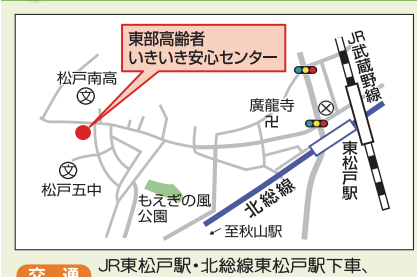 東部高齢者
いきいき安心センター
JR武蔵野線
松戸南高
文
廣龍寺
卍
東松戸駅
文
松戸五中
もえぎの風
公園
北総線
至秋山駅
交通
JR東松戸駅・北総線東松戸駅下車、